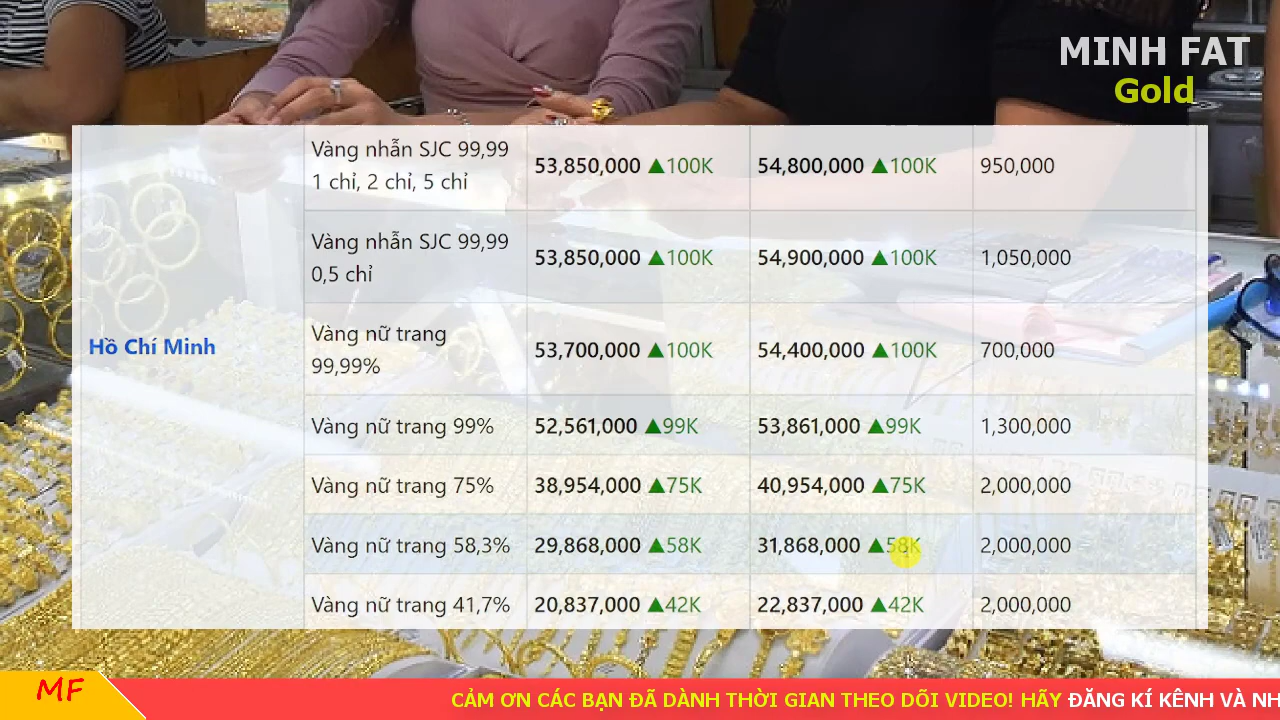 MINH FAT
Gold
Vàng nhẫn SJC 99,99
1 chỉ, 2 chỉ, 5 chỉ
53,850,000 ▲100K
54,800,000 ▲100K
950,000
Vàng nhẫn SJC 99,99
0,5 chỉ
53,850,000 ▲100K
54,900,000 ▲100K
1,050,000
Hồ Chí Minh
Vàng nữ trang
99,99%
53,700,000 ▲100K
54,400,000 ▲100K
700,000
Vàng nữ trang 99%
52,561,000 ▲99K
53,861,000 ▲99K
1,300,000
Vàng nữ trang 75%
38,954,000 ▲75K
40,954,000 ▲75K
2,000,000
Vàng nữ trang 58,3%
29,868,000 ▲58K
31,868,000 ▲58K
2,000,000
Vàng nữ trang 41,7%
20,837,000 ▲42K
22,837,000 ▲42K
2,000,000
MF
CẢM ƠN CÁC BẠN ĐÃ DÀNH THỜI GIAN THEO DÕI VIDEO! HÃY ĐĂNG KÍ KÊNH VÀ NH